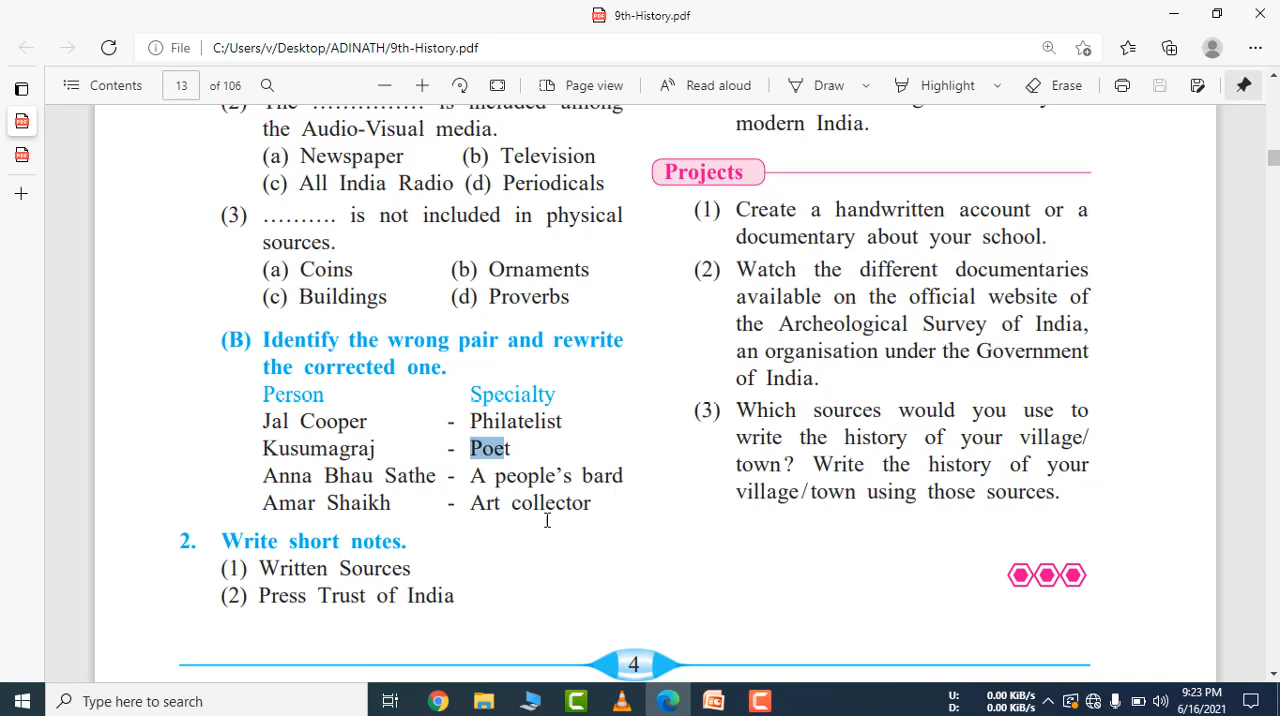 9th-History.pdf
File
C:/Users/v/Desktop/ADINATH/9th-History.pdf
Contents
13
of 106
Page view
Read aloud
Draw
Highlight
Erase
(2) The ............... is included among
the Audio-Visual media.
(a) Newspaper (b) Television
(c) All India Radio (d) Periodicals
(3) .......... is not included in physical
sources.
(a) Coins (b) Ornaments
(c) Buildings (d) Proverbs
(B) Identify the wrong pair and rewrite
the corrected one.
Person Specialty
Jal Cooper - Philatelist
Kusumagraj - Poet
Anna Bhau Sathe - A people's bard
Amar Shaikh - Art collector
2. Write short notes.
(1) Written Sources
(2) Press Trust of India
modern India.
Projects
(1) Create a handwritten account or a
documentary about your school.
(2) Watch the different documentaries
available on the official website of
the Archeological Survey of India,
an organisation under the Government
of India.
(3) Which sources would you use to
write the history of your village/
town? Write the history of your
village/town using those sources.
4
Type here to search
U: 0.00 KiB/s
D: 0.00 KiB/s
9:23 PM
6/16/2021